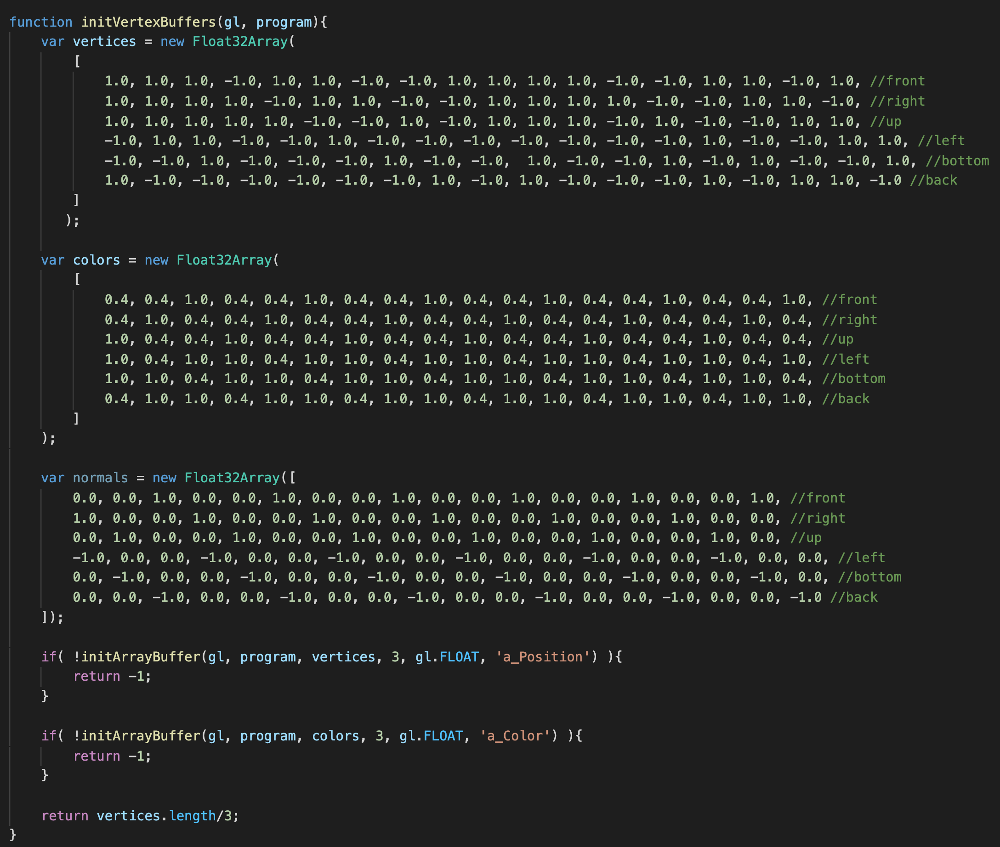 function initVertexBuffers(gl, program){
    var vertices = new Float32Array(
        [
            1.0, 1.0, 1.0, -1.0, 1.0, 1.0, -1.0, -1.0, 1.0, 1.0, 1.0, 1.0, -1.0, -1.0, 1.0, 1.0, -1.0, 1.0, //front
            1.0, 1.0, 1.0, 1.0, -1.0, 1.0, 1.0, -1.0, -1.0, 1.0, 1.0, 1.0, 1.0, -1.0, -1.0, 1.0, 1.0, -1.0, //right
            1.0, 1.0, 1.0, 1.0, 1.0, -1.0, -1.0, 1.0, -1.0, 1.0, 1.0, 1.0, -1.0, 1.0, -1.0, -1.0, 1.0, 1.0, //up
            -1.0, 1.0, 1.0, -1.0, -1.0, 1.0, -1.0, -1.0, -1.0, -1.0, -1.0, -1.0, -1.0, 1.0, -1.0, -1.0, 1.0, 1.0, //left
            -1.0, -1.0, 1.0, -1.0, -1.0, -1.0, 1.0, -1.0, -1.0,  1.0, -1.0, -1.0, 1.0, -1.0, 1.0, -1.0, -1.0, 1.0, //bottom
            1.0, -1.0, -1.0, -1.0, -1.0, -1.0, -1.0, 1.0, -1.0, 1.0, -1.0, -1.0, -1.0, 1.0, -1.0, 1.0, 1.0, -1.0 //back
        ]
       );

    var colors = new Float32Array(
        [
            0.4, 0.4, 1.0, 0.4, 0.4, 1.0, 0.4, 0.4, 1.0, 0.4, 0.4, 1.0, 0.4, 0.4, 1.0, 0.4, 0.4, 1.0, //front
            0.4, 1.0, 0.4, 0.4, 1.0, 0.4, 0.4, 1.0, 0.4, 0.4, 1.0, 0.4, 0.4, 1.0, 0.4, 0.4, 1.0, 0.4, //right
            1.0, 0.4, 0.4, 1.0, 0.4, 0.4, 1.0, 0.4, 0.4, 1.0, 0.4, 0.4, 1.0, 0.4, 0.4, 1.0, 0.4, 0.4, //up
            1.0, 0.4, 1.0, 1.0, 0.4, 1.0, 1.0, 0.4, 1.0, 1.0, 0.4, 1.0, 1.0, 0.4, 1.0, 1.0, 0.4, 1.0, //left
            1.0, 1.0, 0.4, 1.0, 1.0, 0.4, 1.0, 1.0, 0.4, 1.0, 1.0, 0.4, 1.0, 1.0, 0.4, 1.0, 1.0, 0.4, //bottom
            0.4, 1.0, 1.0, 0.4, 1.0, 1.0, 0.4, 1.0, 1.0, 0.4, 1.0, 1.0, 0.4, 1.0, 1.0, 0.4, 1.0, 1.0, //back
        ]
    );

    var normals = new Float32Array([
        0.0, 0.0, 1.0, 0.0, 0.0, 1.0, 0.0, 0.0, 1.0, 0.0, 0.0, 1.0, 0.0, 0.0, 1.0, 0.0, 0.0, 1.0, //front
        1.0, 0.0, 0.0, 1.0, 0.0, 0.0, 1.0, 0.0, 0.0, 1.0, 0.0, 0.0, 1.0, 0.0, 0.0, 1.0, 0.0, 0.0, //right
        0.0, 1.0, 0.0, 0.0, 1.0, 0.0, 0.0, 1.0, 0.0, 0.0, 1.0, 0.0, 0.0, 1.0, 0.0, 0.0, 1.0, 0.0, //up
        -1.0, 0.0, 0.0, -1.0, 0.0, 0.0, -1.0, 0.0, 0.0, -1.0, 0.0, 0.0, -1.0, 0.0, 0.0, -1.0, 0.0, 0.0, //left
        0.0, -1.0, 0.0, 0.0, -1.0, 0.0, 0.0, -1.0, 0.0, 0.0, -1.0, 0.0, 0.0, -1.0, 0.0, 0.0, -1.0, 0.0, //bottom
        0.0, 0.0, -1.0, 0.0, 0.0, -1.0, 0.0, 0.0, -1.0, 0.0, 0.0, -1.0, 0.0, 0.0, -1.0, 0.0, 0.0, -1.0 //back
    ]);

    if( !initArrayBuffer(gl, program, vertices, 3, gl.FLOAT, 'a_Position') ){
        return -1;
    }

    if( !initArrayBuffer(gl, program, colors, 3, gl.FLOAT, 'a_Color') ){
        return -1;
    }

    return vertices.length/3;
}